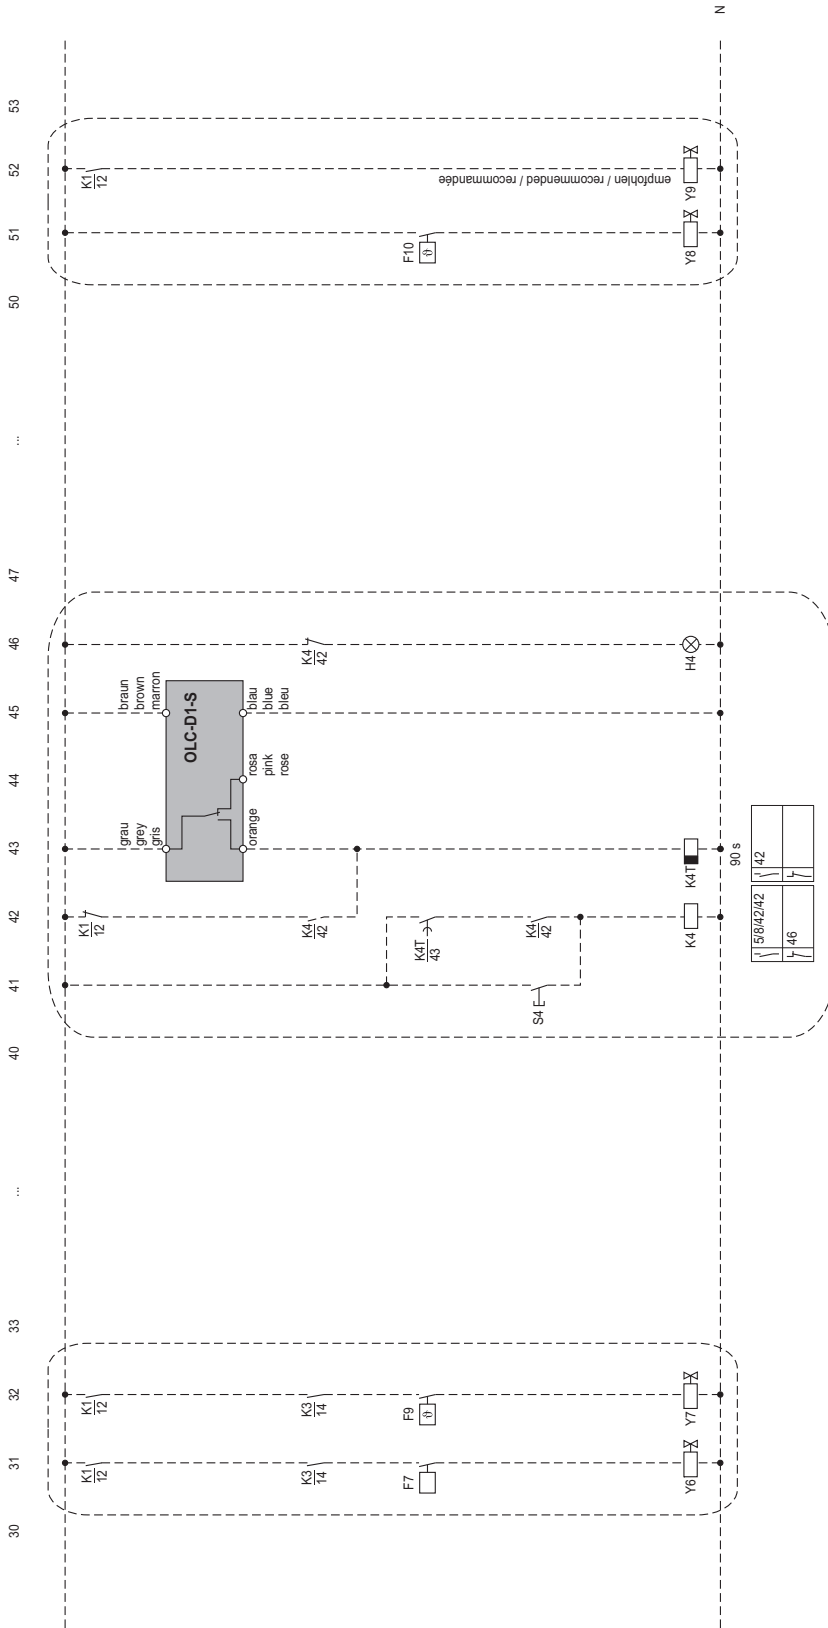 30
31
32
33
...
40
41
42
43
44
45
46
47
...
50
51
52
53
K1
12
K3
14
F7
Y6
K1
12
K3
14
F9
ϑ
Y7
S4
K1
12
K4
42
K4T
43
K4
42
K4
grau
grey
gris
orange
K4T
90 s
rosa
pink
rose
OLC-D1-S
braun
brown
marron
blau
blue
bleu
K4
42
H4
5/8/42/42
46
42
F10
ϑ
Y8
K1
12
empfohlen / recommended / recommandée
Y9
N